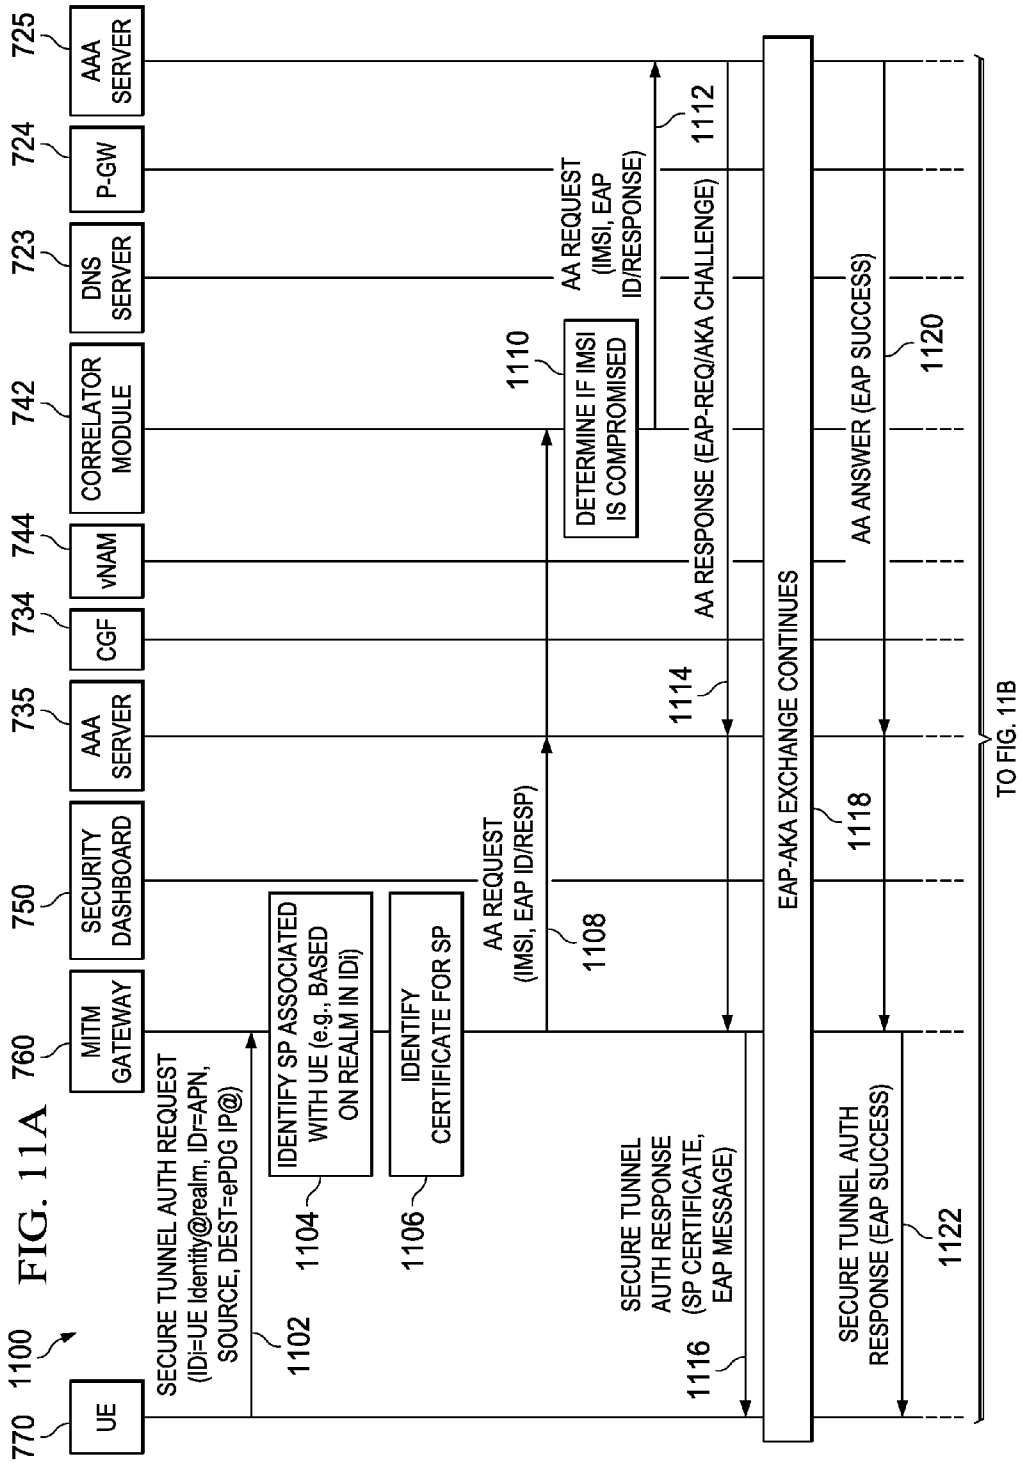 FIG. 11A
1100
770
UE
760
MITM
GATEWAY
750
SECURITY
DASHBOARD
735
AAA
SERVER
734
CGF
744
vNAM
742
CORRELATOR
MODULE
723
DNS
SERVER
724
P-GW
725
AAA
SERVER
SECURE TUNNEL AUTH REQUEST
(IDi=UE Identity@realm, IDr=APN,
SOURCE, DEST=ePDG IP@)
1102
IDENTIFY SP ASSOCIATED
WITH UE (e.g., BASED
ON REALM IN IDi)
1104
IDENTIFY
CERTIFICATE FOR SP
1106
AA REQUEST
(IMSI, EAP ID/RESP)
1108
1110
DETERMINE IF IMSI
IS COMPROMISED
AA REQUEST
(IMSI, EAP
ID/RESPONSE)
1112
AA RESPONSE (EAP-REQ/AKA CHALLENGE)
1114
SECURE TUNNEL
AUTH RESPONSE
(SP CERTIFICATE,
EAP MESSAGE)
1116
EAP-AKA EXCHANGE CONTINUES
1118
AA ANSWER (EAP SUCCESS)
1120
SECURE TUNNEL AUTH
RESPONSE (EAP SUCCESS)
1122
TO FIG. 11B